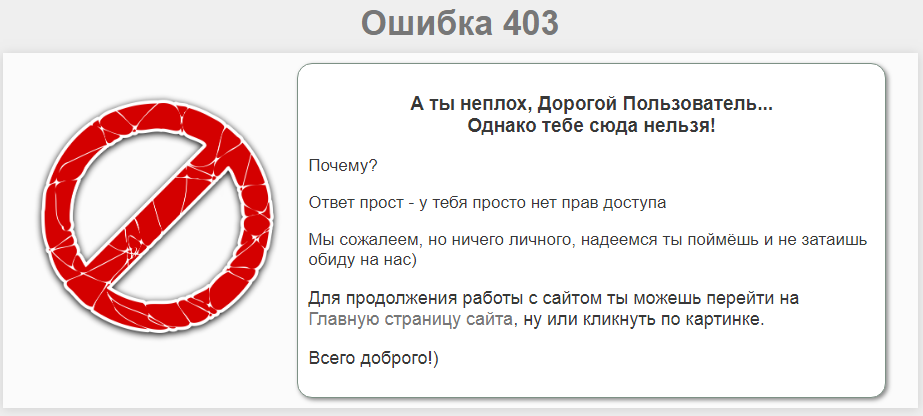 Ошибка 403
А ты неплох, Дорогой Пользователь...
Однако тебе сюда нельзя!
Почему?
Ответ прост - у тебя просто нет прав доступа
Мы сожалеем, но ничего личного, надеемся ты поймёшь и не затаишь
обиду на нас)
Для продолжения работы с сайтом ты можешь перейти на
Главную страницу сайта, ну или кликнуть по картинке.
Всего доброго!)